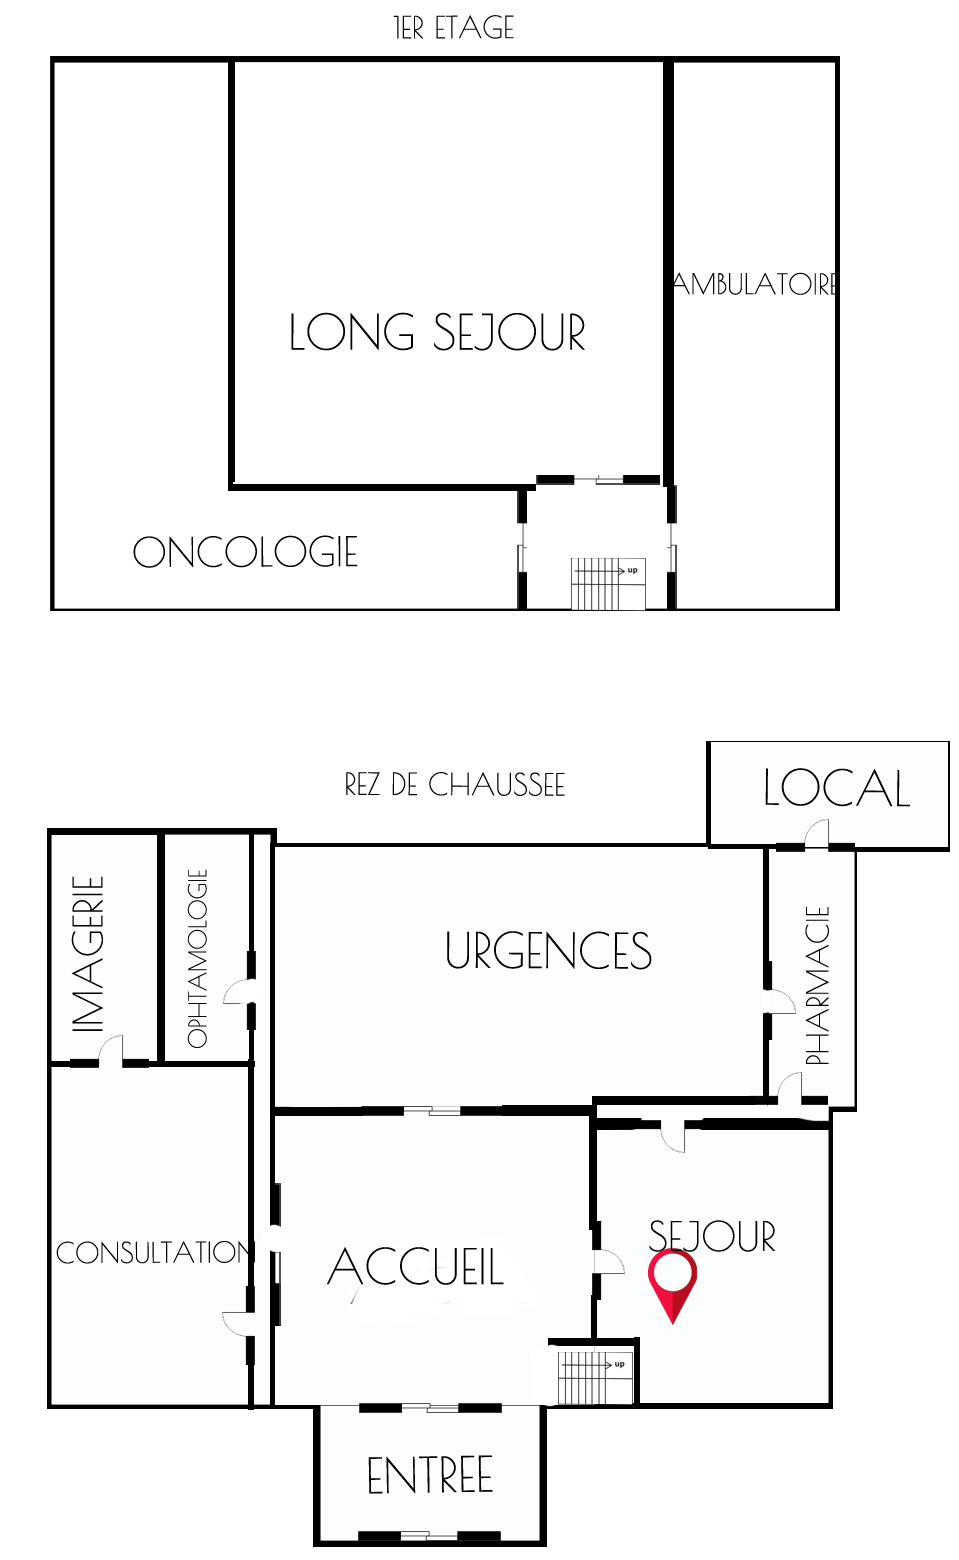 1ER ETAGE
AMBULATOIRE
LONG SEJOUR
ONCOLOGIE
up
REZ DE CHAUSSEE
LOCAL
IMAGERIE
OPHTAMOLOGIE
URGENCES
PHARMACIE
CONSULTATION
ACCUEIL
SEJOUR
up
ENTREE